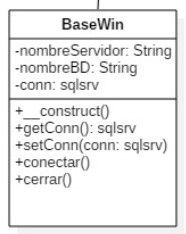 BaseWin
-nombreServidor: String
-nombreBD: String
-conn: sqlsrv
+__construct()
+getConn(): sqlsrv
+setConn(conn: sqlsrv)
+conectar()
+cerrar()